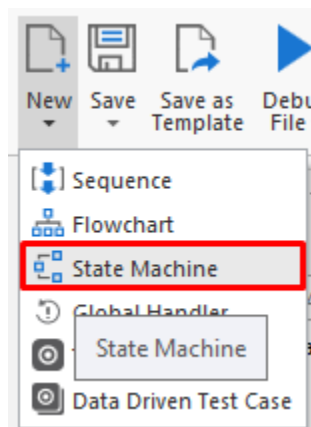 New
Save
Save as
Template
Debu
File
Sequence
Flowchart
State Machine
Global Handler
State Machine
Data Driven Test Case